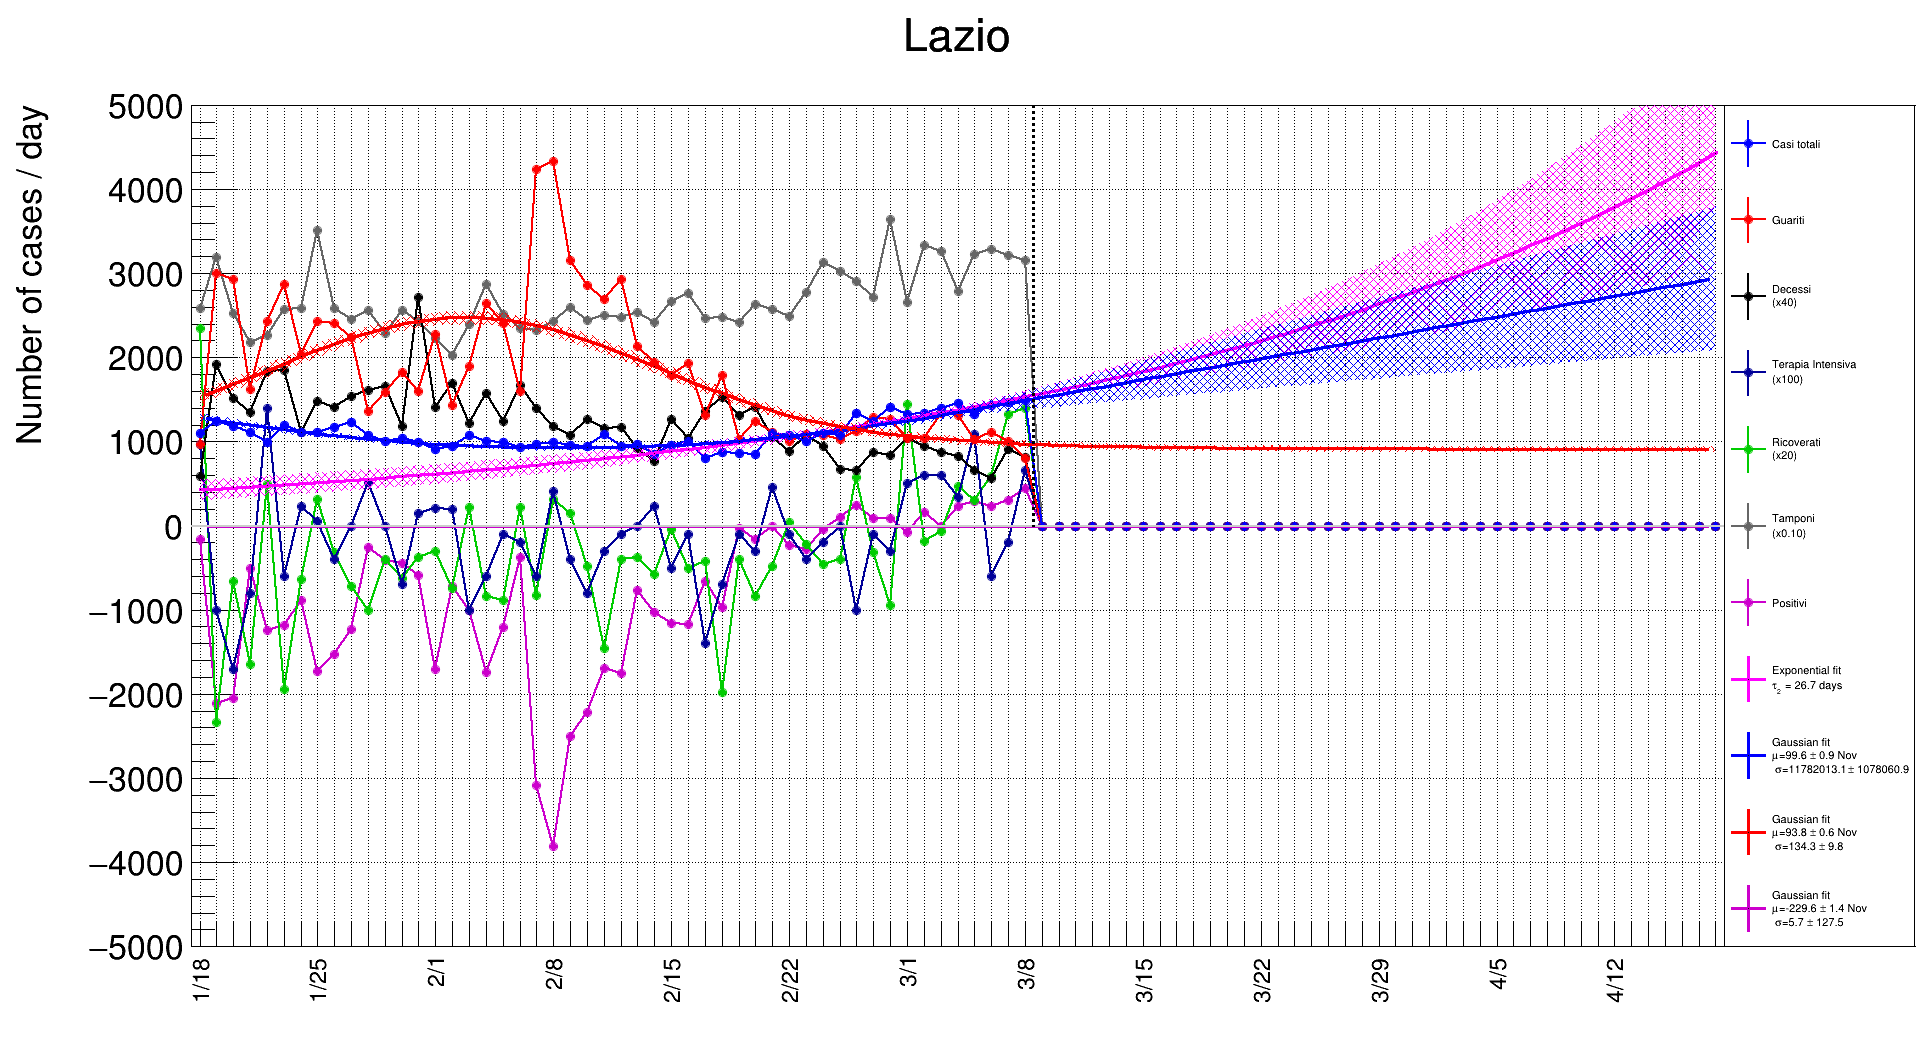 Lazio
Number of cases / day
5000
4000
3000
2000
1000
0
−1000
−2000
−3000
−4000
−5000
1/18
1/25
2/1
2/8
2/15
2/22
3/1
3/8
3/15
3/22
3/29
4/5
4/12
Casi totali
Guariti
Decessi
(x40)
Terapia Intensiva
(x100)
Ricoverati
(x20)
Tamponi
(x0.10)
Positivi
Exponential fit
τ₂ = 26.7 days
Gaussian fit
μ=99.6 ± 0.9 Nov
σ=11782013.1 ± 1078060.9
Gaussian fit
μ=93.8 ± 0.6 Nov
σ=134.3 ± 9.8
Gaussian fit
μ=-229.6 ± 1.4 Nov
σ=5.7 ± 127.5